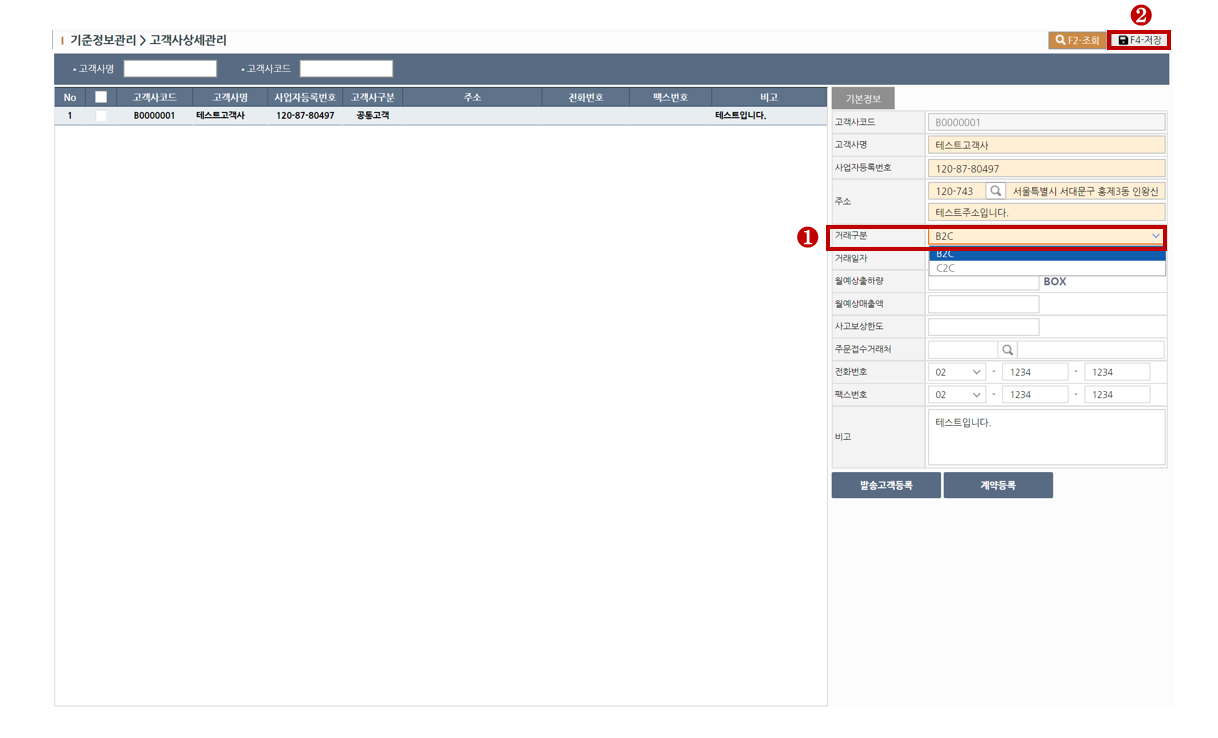 ❷
기준정보관리 > 고객사상세관리
F2-조회 F4-저장
고객사명 고객사코드
No 고객사코드 고객사명 사업자등록번호 고객사구분 주소 전화번호 팩스번호 비고
1 B0000001 테스트고객사 120-87-80497 공통고객 테스트입니다.
기본정보
고객사코드 B0000001
고객사명 테스트고객사
사업자등록번호 120-87-80497
주소 120-743 서울특별시 서대문구 홍제3동 인왕산
테스트주소입니다.
❶ 거래구분 B2C
B2C
C2C
거래일자
월예상출하량 BOX
월예상매출액
사고보상한도
주문접수거래처
전화번호 02 - 1234 - 1234
팩스번호 02 - 1234 - 1234
비고 테스트입니다.
발송고객등록 계약등록